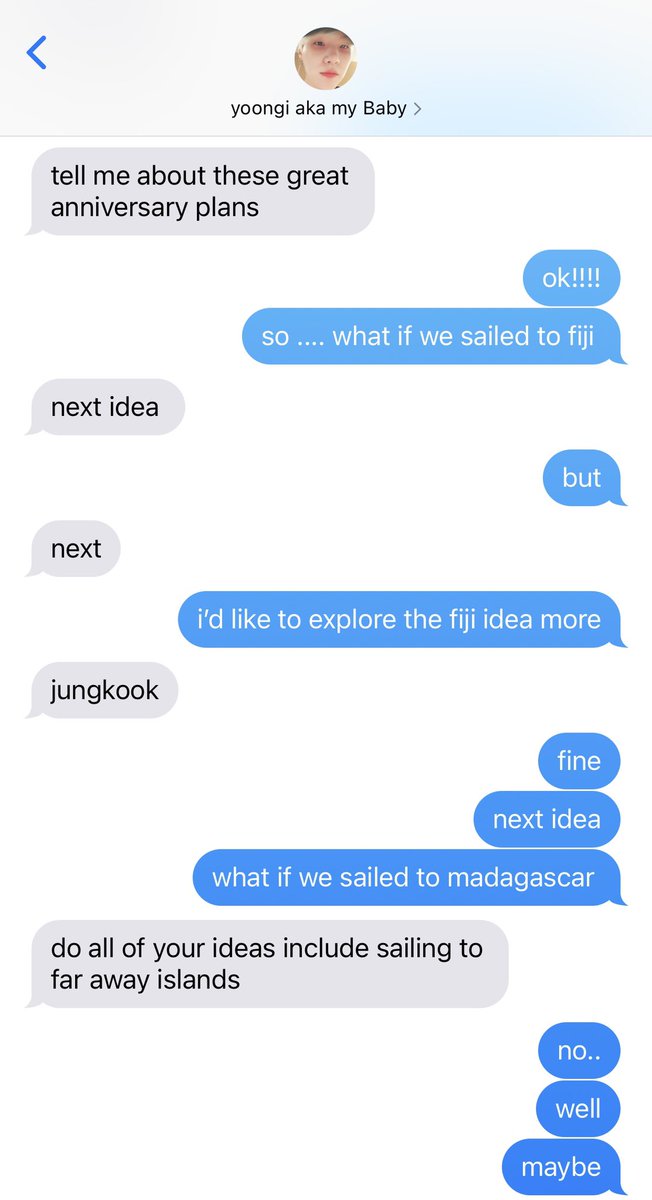 yoongi aka my Baby
tell me about these great
anniversary plans
ok!!!!
so .... what if we sailed to fiji
next idea
but
next
i’d like to explore the fiji idea more
jungkook
fine
next idea
what if we sailed to madagascar
do all of your ideas include sailing to
far away islands
no..
well
maybe